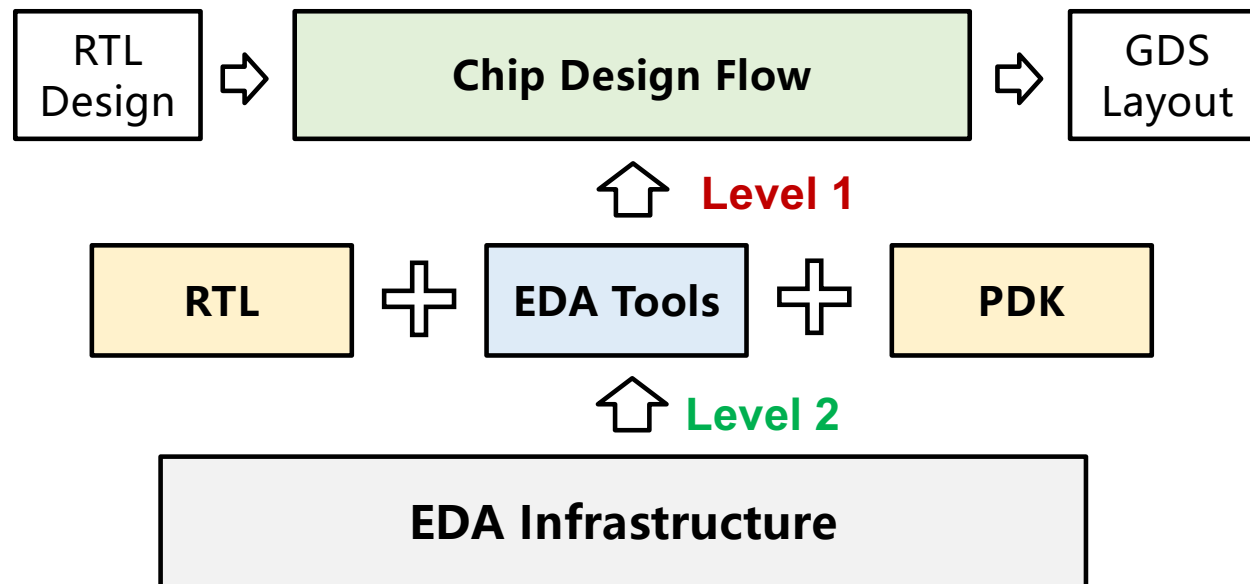 RTL
Design
Chip Design Flow
GDS
Layout
Level 1
RTL
EDA Tools
PDK
Level 2
EDA Infrastructure